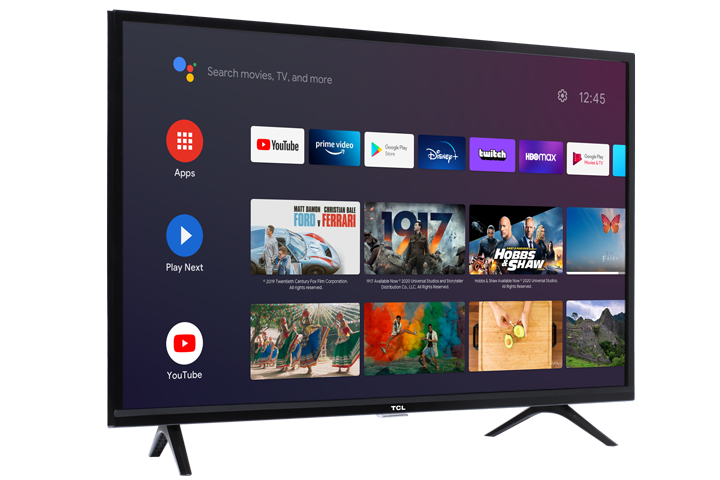 Search movies, TV, and more
12:45
Apps
YouTube
prime video
Google Play
Store
Disney+
twitch
HBOMAX
Google Play
Movies & TV
Play Next
MATT DAMON CHRISTIAN BALE
FORD v FERRARI
1917
HOBBS
& SHAW
© 2019 Twentieth Century Fox Film Corporation.
All rights reserved.
1917 Available Now © 2020 Universal Studios and Storyteller
Distribution Co., LLC. All Rights Reserved.
Hobbs & Shaw Available Now © 2020 Universal Studios.
All Rights Reserved.
YouTube
TCL